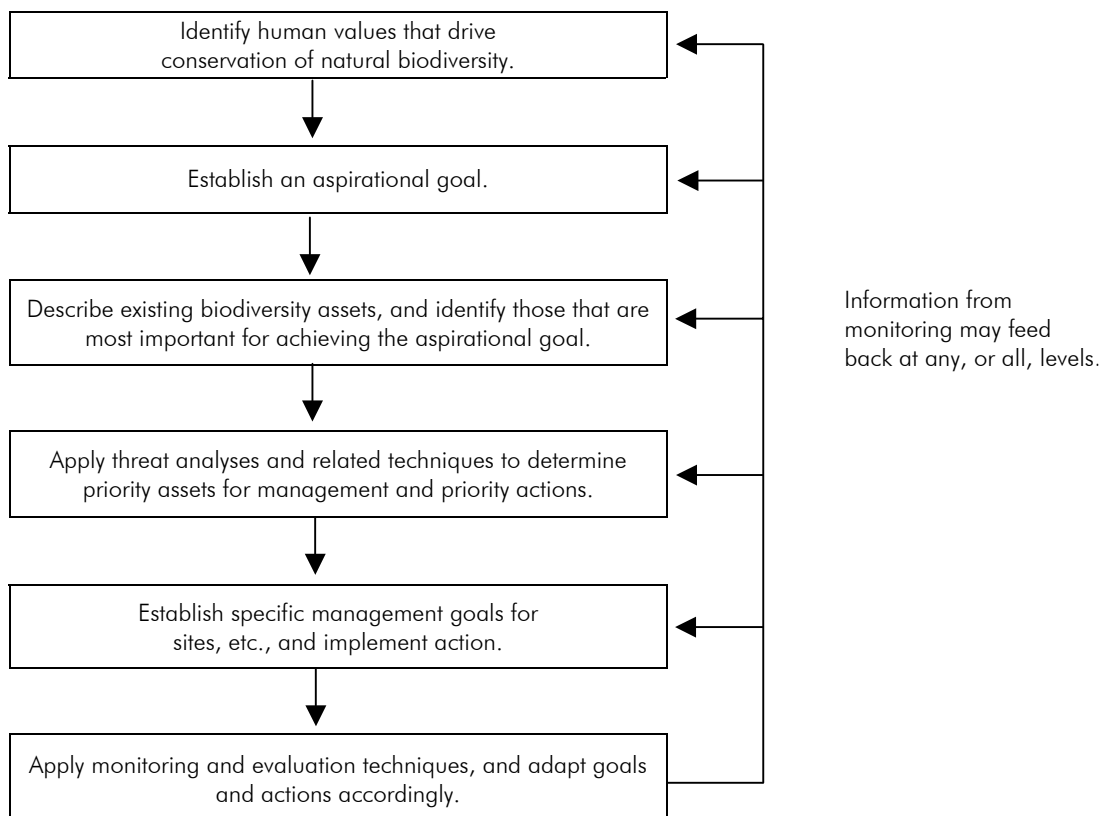 Identify human values that drive
conservation of natural biodiversity.
Establish an aspirational goal.
Describe existing biodiversity assets, and identify those that are
most important for achieving the aspirational goal.
Information from
monitoring may feed
back at any, or all, levels.
Apply threat analyses and related techniques to determine
priority assets for management and priority actions.
Establish specific management goals for
sites, etc., and implement action.
Apply monitoring and evaluation techniques, and adapt goals
and actions accordingly.